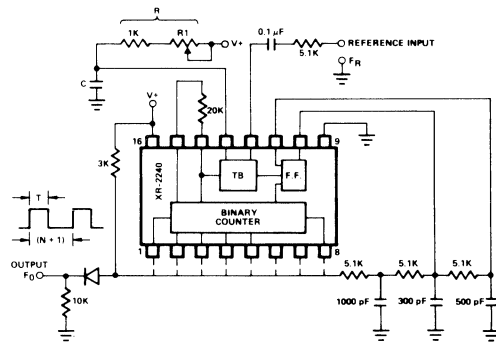 R
1K
R1
V+
0.1 μF
5.1K
REFERENCE INPUT
FR
C
V+
20K
3K
16
9
XR-2240
TB
F.F.
BINARY
COUNTER
T
(N + 1)
1
8
OUTPUT
FO
10K
5.1K
5.1K
5.1K
1000 pF
300 pF
500 pF